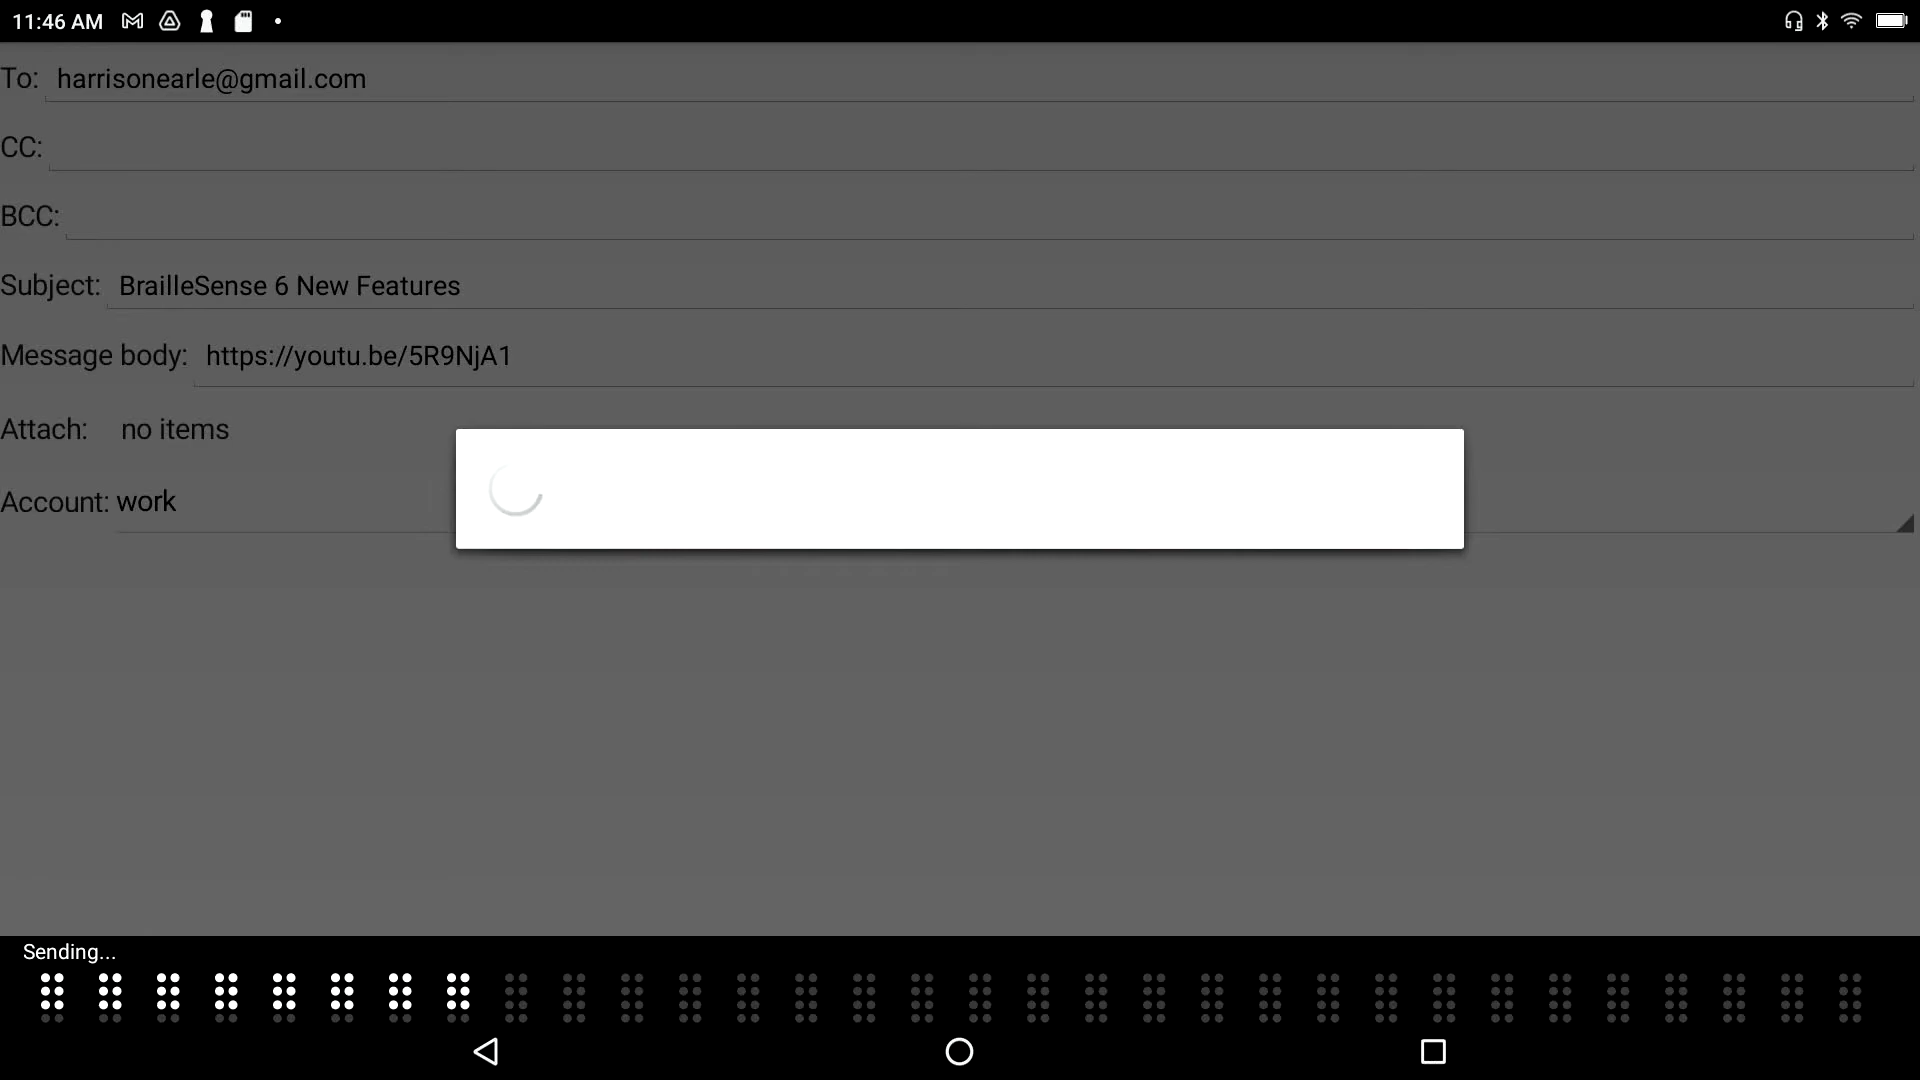 11:46 AM
To: harrisonearle@gmail.com
CC:
BCC:
Subject: BrailleSense 6 New Features
Message body: https://youtu.be/5R9NjA1
Attach: no items
Account: work
Sending...